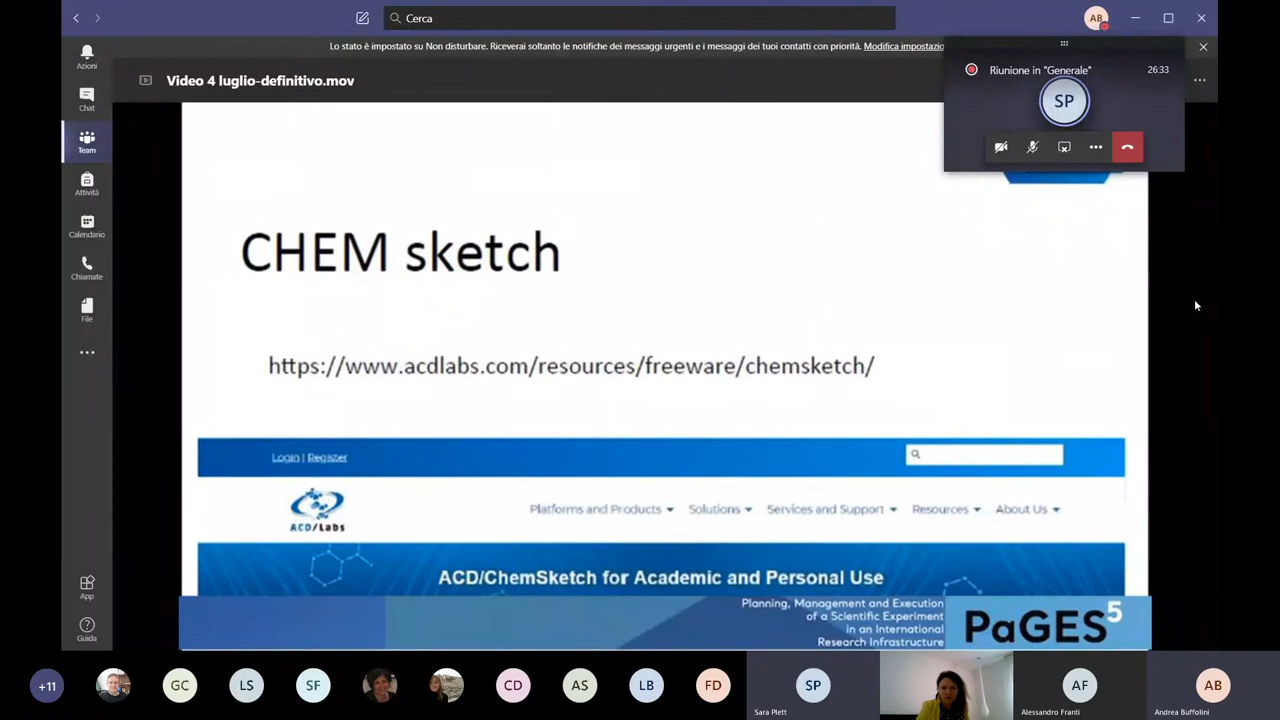 Cerca
AB
Lo stato è impostato su Non disturbare. Riceverai soltanto le notifiche dei messaggi urgenti e i messaggi dei tuoi contatti con priorità. Modifica impostazio
Azioni
Chat
Team
Attività
Calendario
Chiamate
File
App
Guida
Video 4 luglio-definitivo.mov
Riunione in "Generale"
26:33
SP
CHEM sketch
https://www.acdlabs.com/resources/freeware/chemsketch/
Login | Register
ACD/Labs
Platforms and Products
Solutions
Services and Support
Resources
About Us
ACD/ChemSketch for Academic and Personal Use
Planning, Management and Execution
of a Scientific Experiment
in an International
Research Infrastructure
PaGES5
+11
GC
LS
SF
CD
AS
LB
FD
SP
Sara Plett
AF
Alessandro Franti
AB
Andrea Buffolini